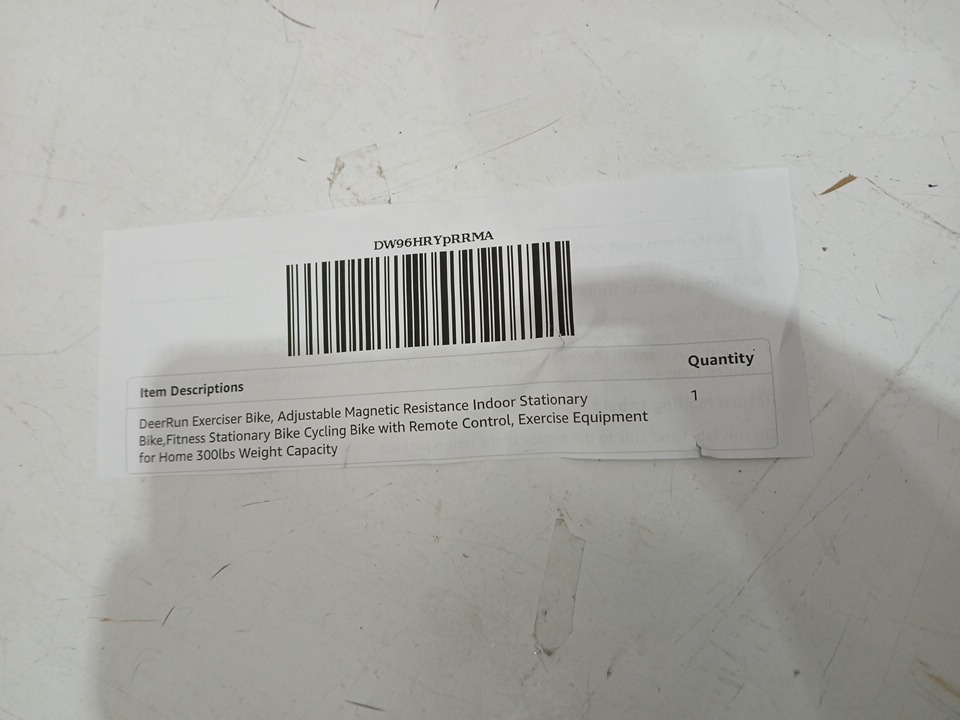 DW96HRYpRRMA
Item Descriptions
Quantity
DeerRun Exerciser Bike, Adjustable Magnetic Resistance Indoor Stationary
1
Bike,Fitness Stationary Bike Cycling Bike with Remote Control, Exercise Equipment
for Home 300lbs Weight Capacity